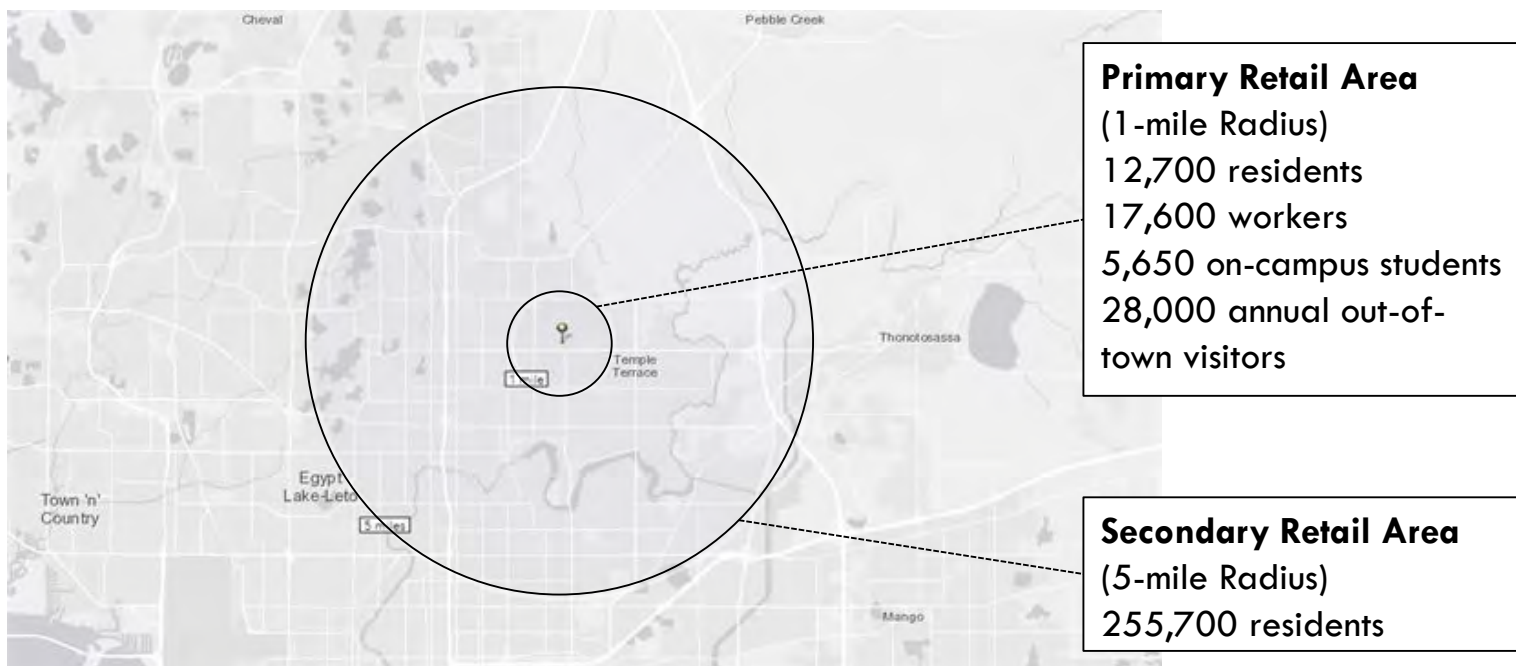 Cheval
Pebble Creek
Primary Retail Area
(1-mile Radius)
12,700 residents
17,600 workers
5,650 on-campus students
28,000 annual out-of-
town visitors
Thonotosassa
Temple
Terrace
1 mile
Egypt
Lake-Leto
Town 'n'
Country
5 miles
Mango
Secondary Retail Area
(5-mile Radius)
255,700 residents